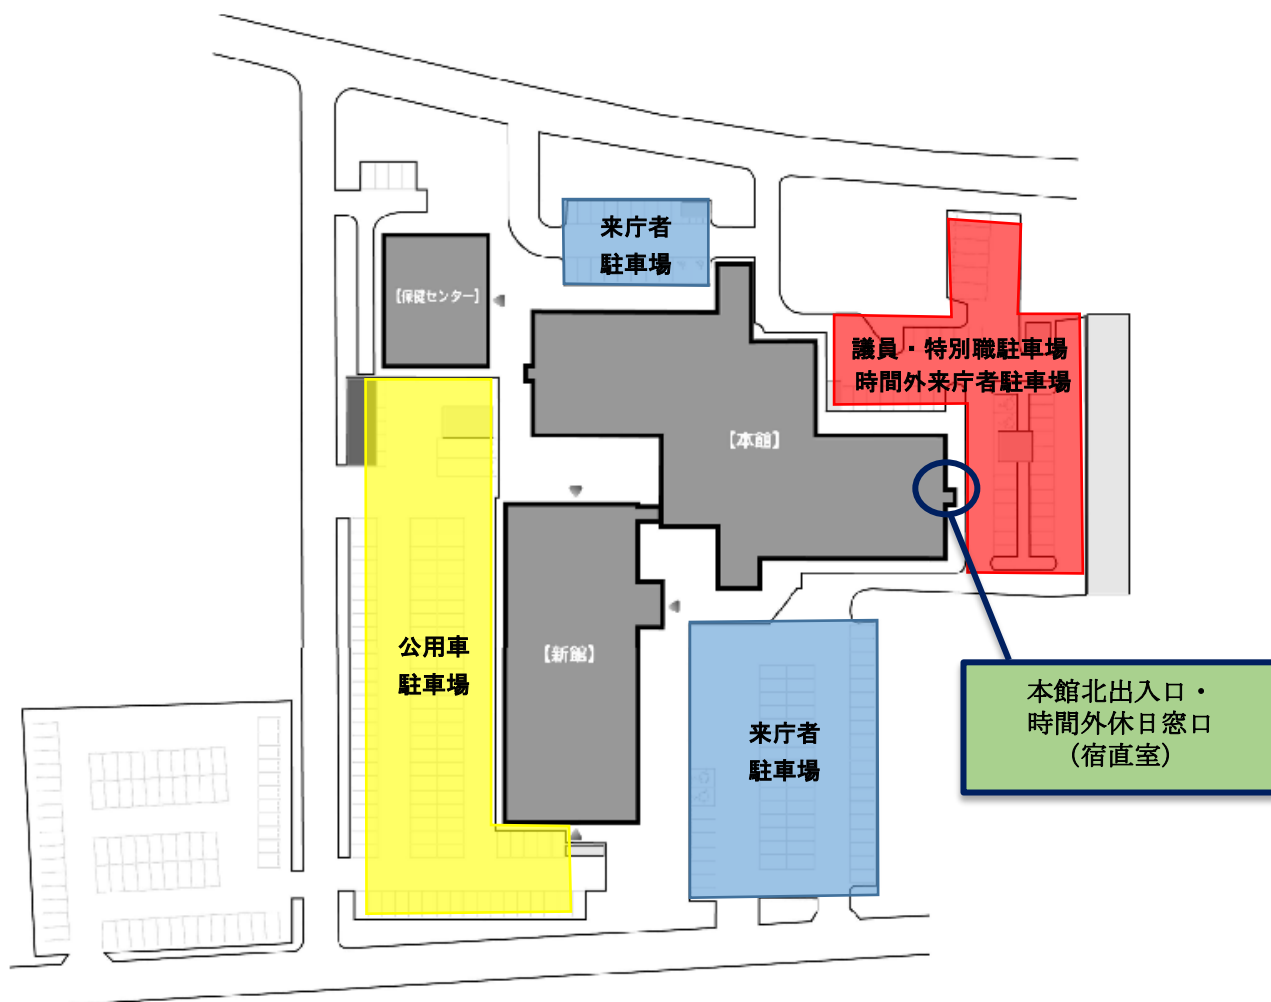 来庁者
駐車場
【保健センター】
議員・特別職駐車場
時間外来庁者駐車場
【本館】
公用車
駐車場
【新館】
本館北出入口・
時間外休日窓口
（宿直室）
来庁者
駐車場